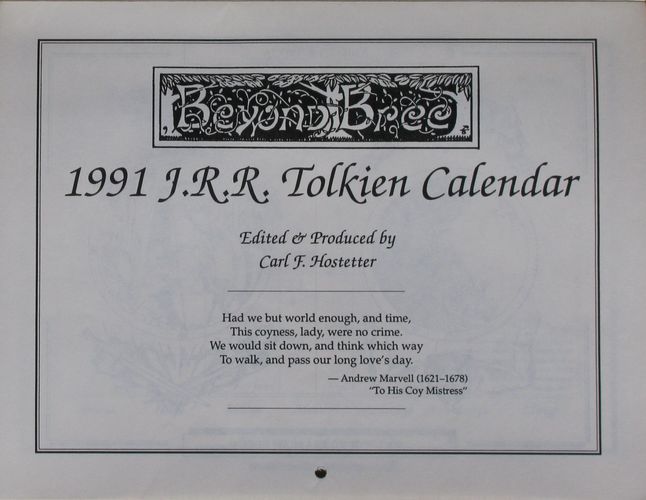 Beyond Bree
1991 J.R.R. Tolkien Calendar
Edited & Produced by
Carl F. Hostetter
Had we but world enough, and time,
This coyness, lady, were no crime.
We would sit down, and think which way
To walk, and pass our long love's day.
— Andrew Marvell (1621–1678)
"To His Coy Mistress"